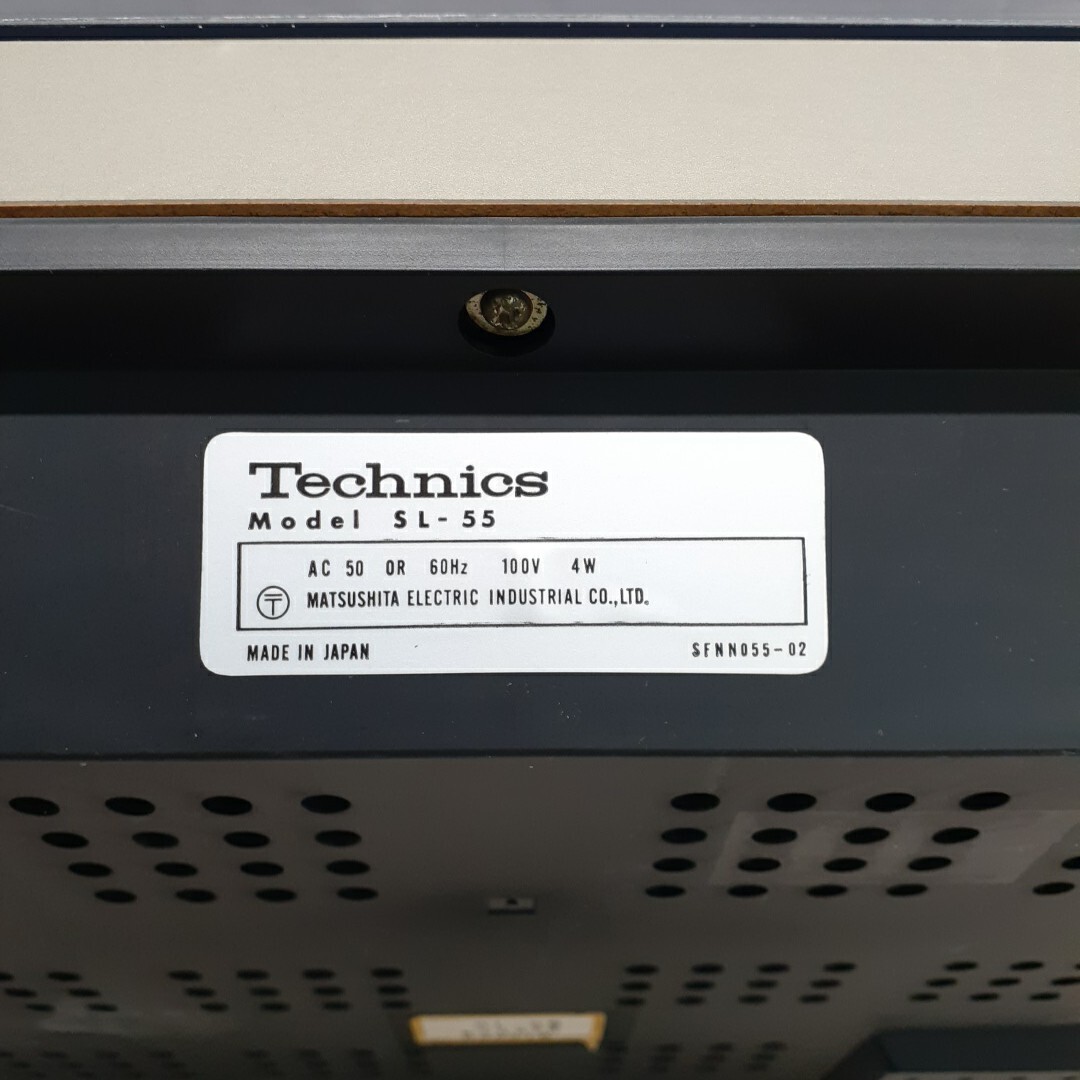 Technics
Model SL-55
AC 50 OR 60Hz 100V 4W
〒 MATSUSHITA ELECTRIC INDUSTRIAL CO.,LTD.
MADE IN JAPAN SFNN055-02